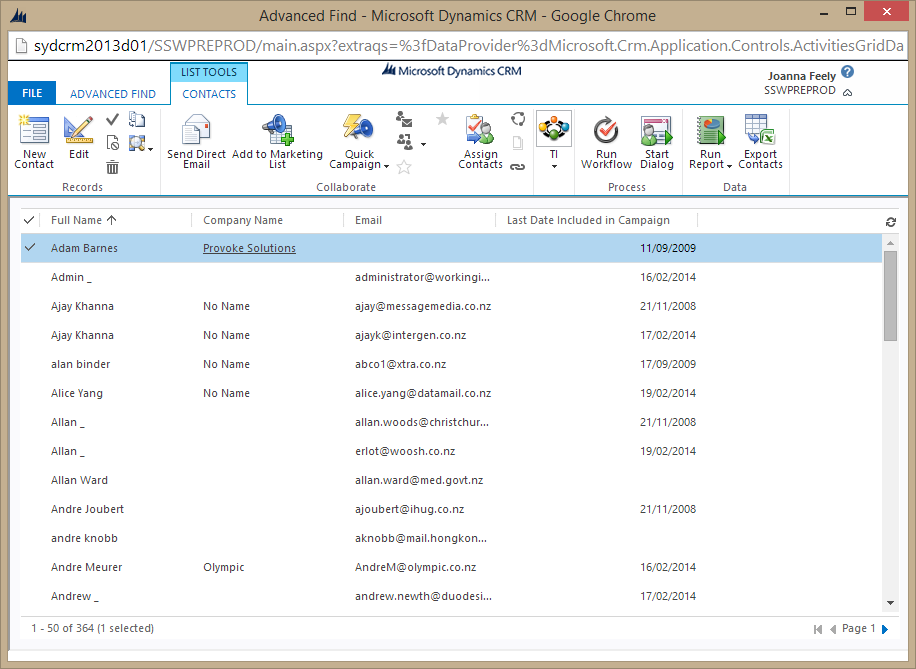 Advanced Find - Microsoft Dynamics CRM - Google Chrome
sydcrm2013d01/SSWPREPROD/main.aspx?extraqs=%3fDataProvider%3dMicrosoft.Crm.Application.Controls.ActivitiesGridDa
LIST TOOLS
Microsoft Dynamics CRM
Joanna Feely
SSWPREPROD
FILE
ADVANCED FIND
CONTACTS
New Contact
Edit
Records
Send Direct Email
Add to Marketing List
Quick Campaign
Assign Contacts
Collaborate
TI
Run Workflow
Start Dialog
Process
Run Report
Export Contacts
Data
Full Name Company Name Email Last Date Included in Campaign
Adam Barnes Provoke Solutions 11/09/2009
Admin _ administrator@workingi... 16/02/2014
Ajay Khanna No Name ajay@messagemedia.co.nz 21/11/2008
Ajay Khanna No Name ajayk@intergen.co.nz 17/02/2014
alan binder No Name abco1@xtra.co.nz 17/09/2009
Alice Yang No Name alice.yang@datamail.co.nz 19/02/2014
Allan _ allan.woods@christchur... 21/11/2008
Allan _ erlot@woosh.co.nz 19/02/2014
Allan Ward allan.ward@med.govt.nz
Andre Joubert ajoubert@ihug.co.nz 21/11/2008
andre knobb aknobb@mail.hongkon...
Andre Meurer Olympic AndreM@olympic.co.nz 16/02/2014
Andrew _ andrew.newth@duodesi... 17/02/2014
1 - 50 of 364 (1 selected)
Page 1